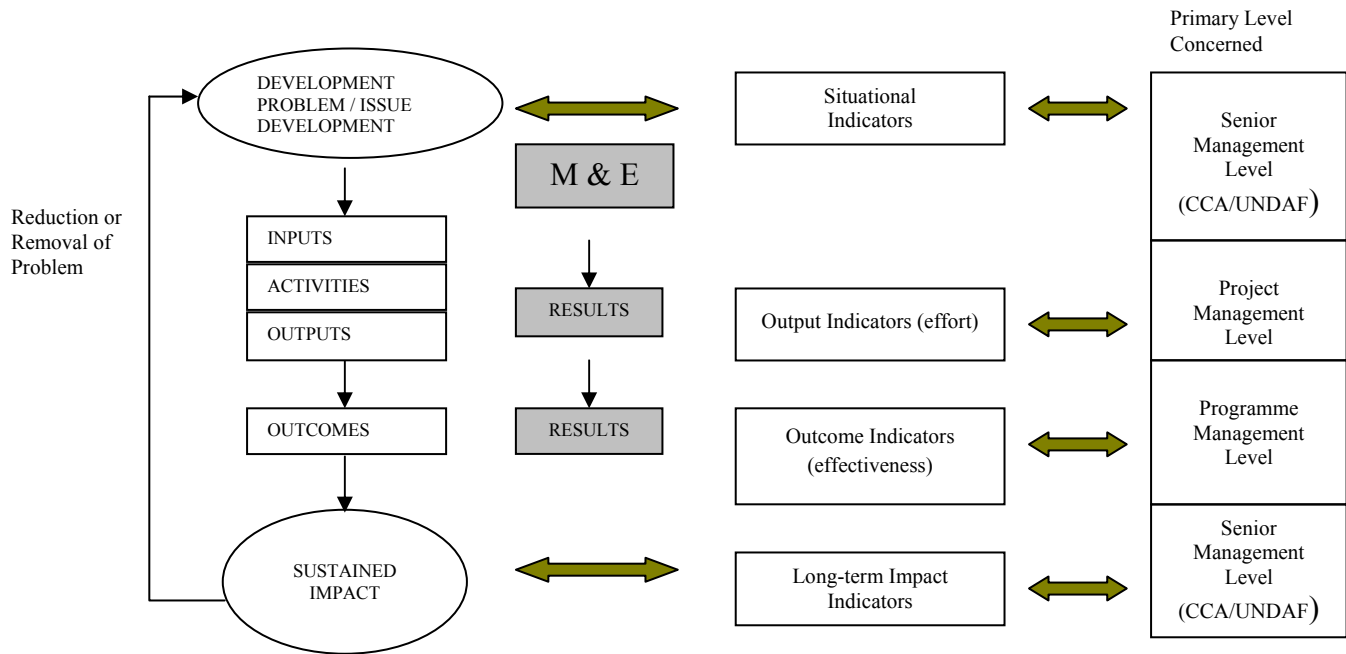 Primary Level
Concerned
DEVELOPMENT
PROBLEM / ISSUE
DEVELOPMENT
Situational
Indicators
Senior
Management
Level
(CCA/UNDAF)
M & E
Reduction or
Removal of
Problem
INPUTS
ACTIVITIES
OUTPUTS
RESULTS
Output Indicators (effort)
Project
Management
Level
OUTCOMES
RESULTS
Outcome Indicators
(effectiveness)
Programme
Management
Level
SUSTAINED
IMPACT
Long-term Impact
Indicators
Senior
Management
Level
(CCA/UNDAF)